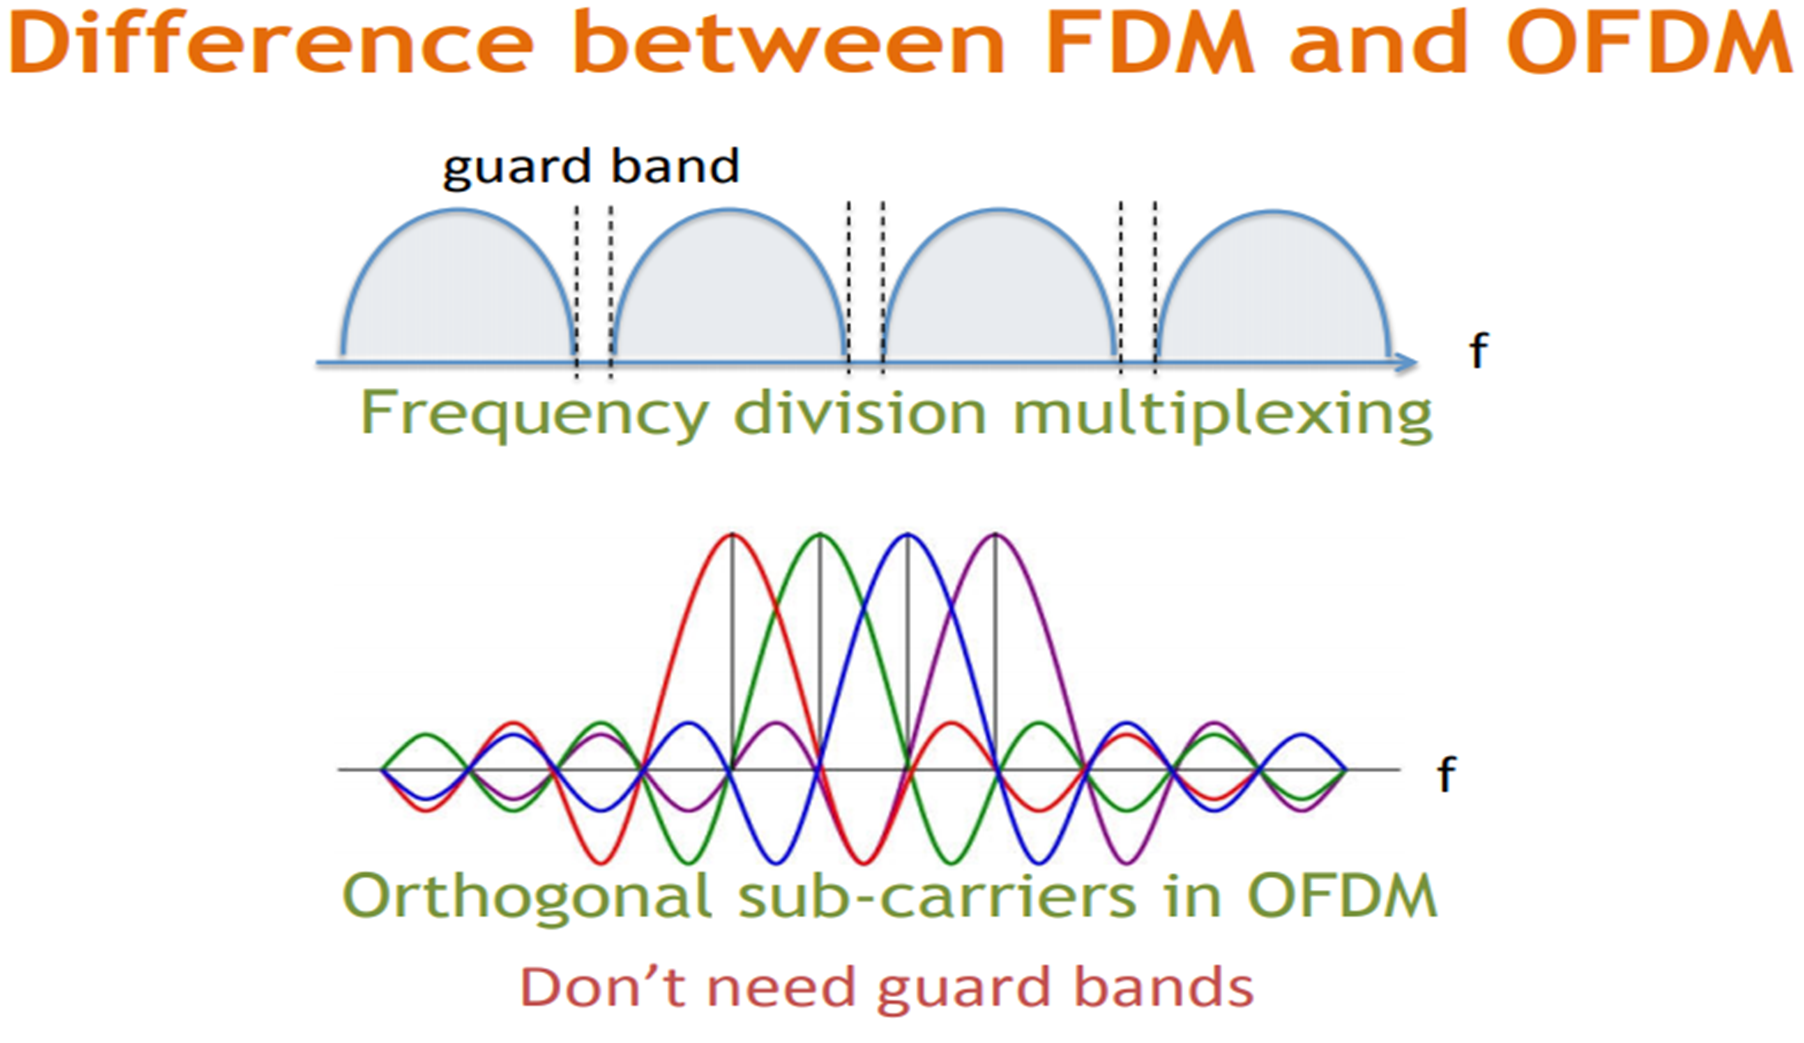 Difference between FDM and OFDM
guard band
f
Frequency division multiplexing
f
Orthogonal sub-carriers in OFDM
Don’t need guard bands